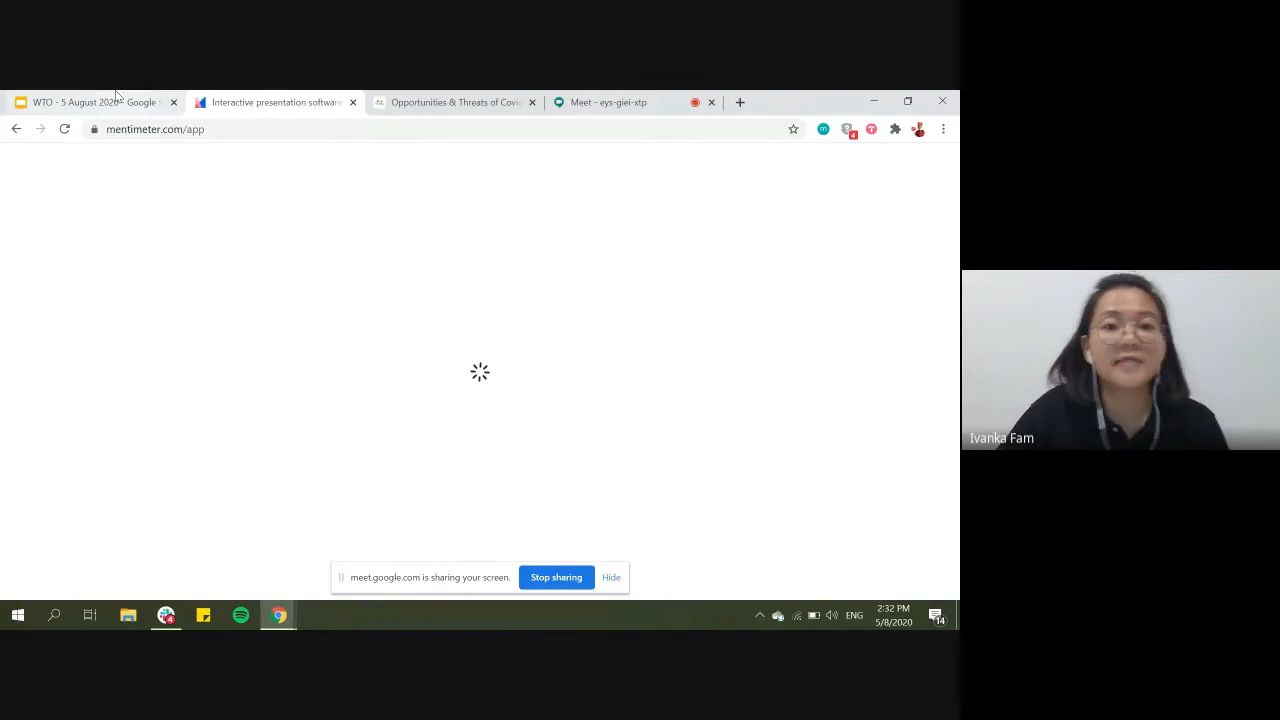 WTO - 5 August 2020 - Google S
Interactive presentation software
Opportunities & Threats of Covi
Meet - eys-giei-xtp
mentimeter.com/app
4
Ivanka Fam
meet.google.com is sharing your screen.
Stop sharing
Hide
4
ENG
2:32 PM
5/8/2020
14